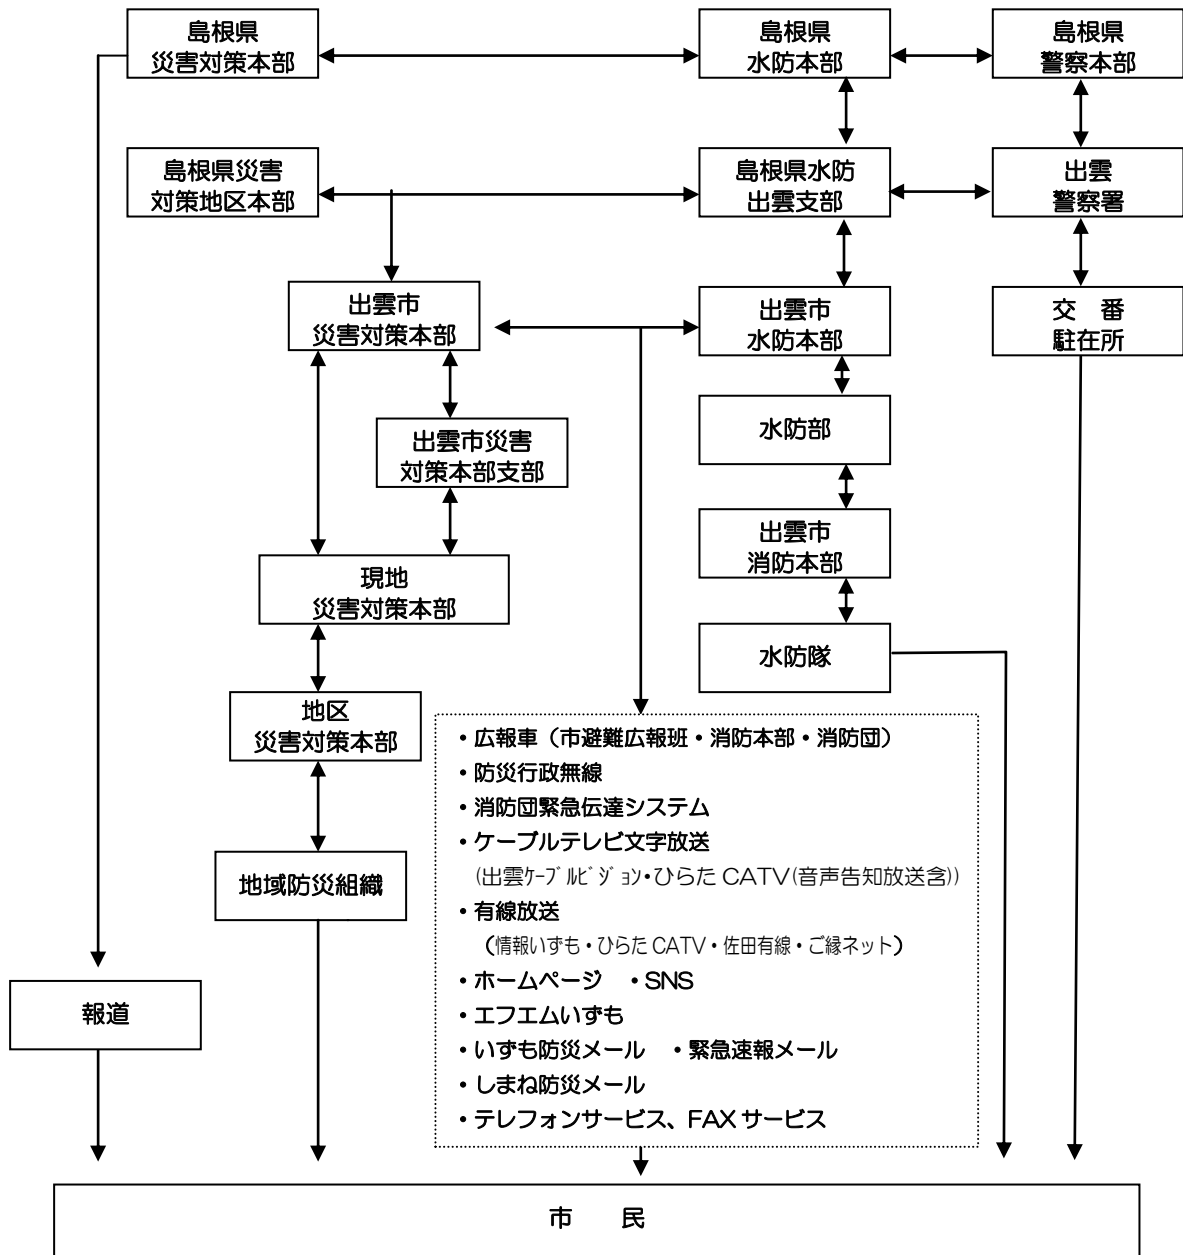 島根県
災害対策本部
島根県
水防本部
島根県
警察本部
島根県災害
対策地区本部
島根県水防
出雲支部
出雲
警察署
出雲市
災害対策本部
出雲市
水防本部
交　番
駐在所
出雲市災害
対策本部支部
水防部
出雲市
消防本部
現地
災害対策本部
水防隊
地区
災害対策本部
・広報車（市避難広報班・消防本部・消防団）
・防災行政無線
・消防団緊急伝達システム
・ケーブルテレビ文字放送
(出雲ｹｰﾌﾞﾙﾋﾞｼﾞｮﾝ・ひらた CATV(音声告知放送含))
・有線放送
（情報いずも・ひらた CATV・佐田有線・ご縁ネット）
・ホームページ　・SNS
・エフエムいずも
・いずも防災メール　・緊急速報メール
・しまね防災メール
・テレフォンサービス、FAX サービス
地域防災組織
報道
市　　民